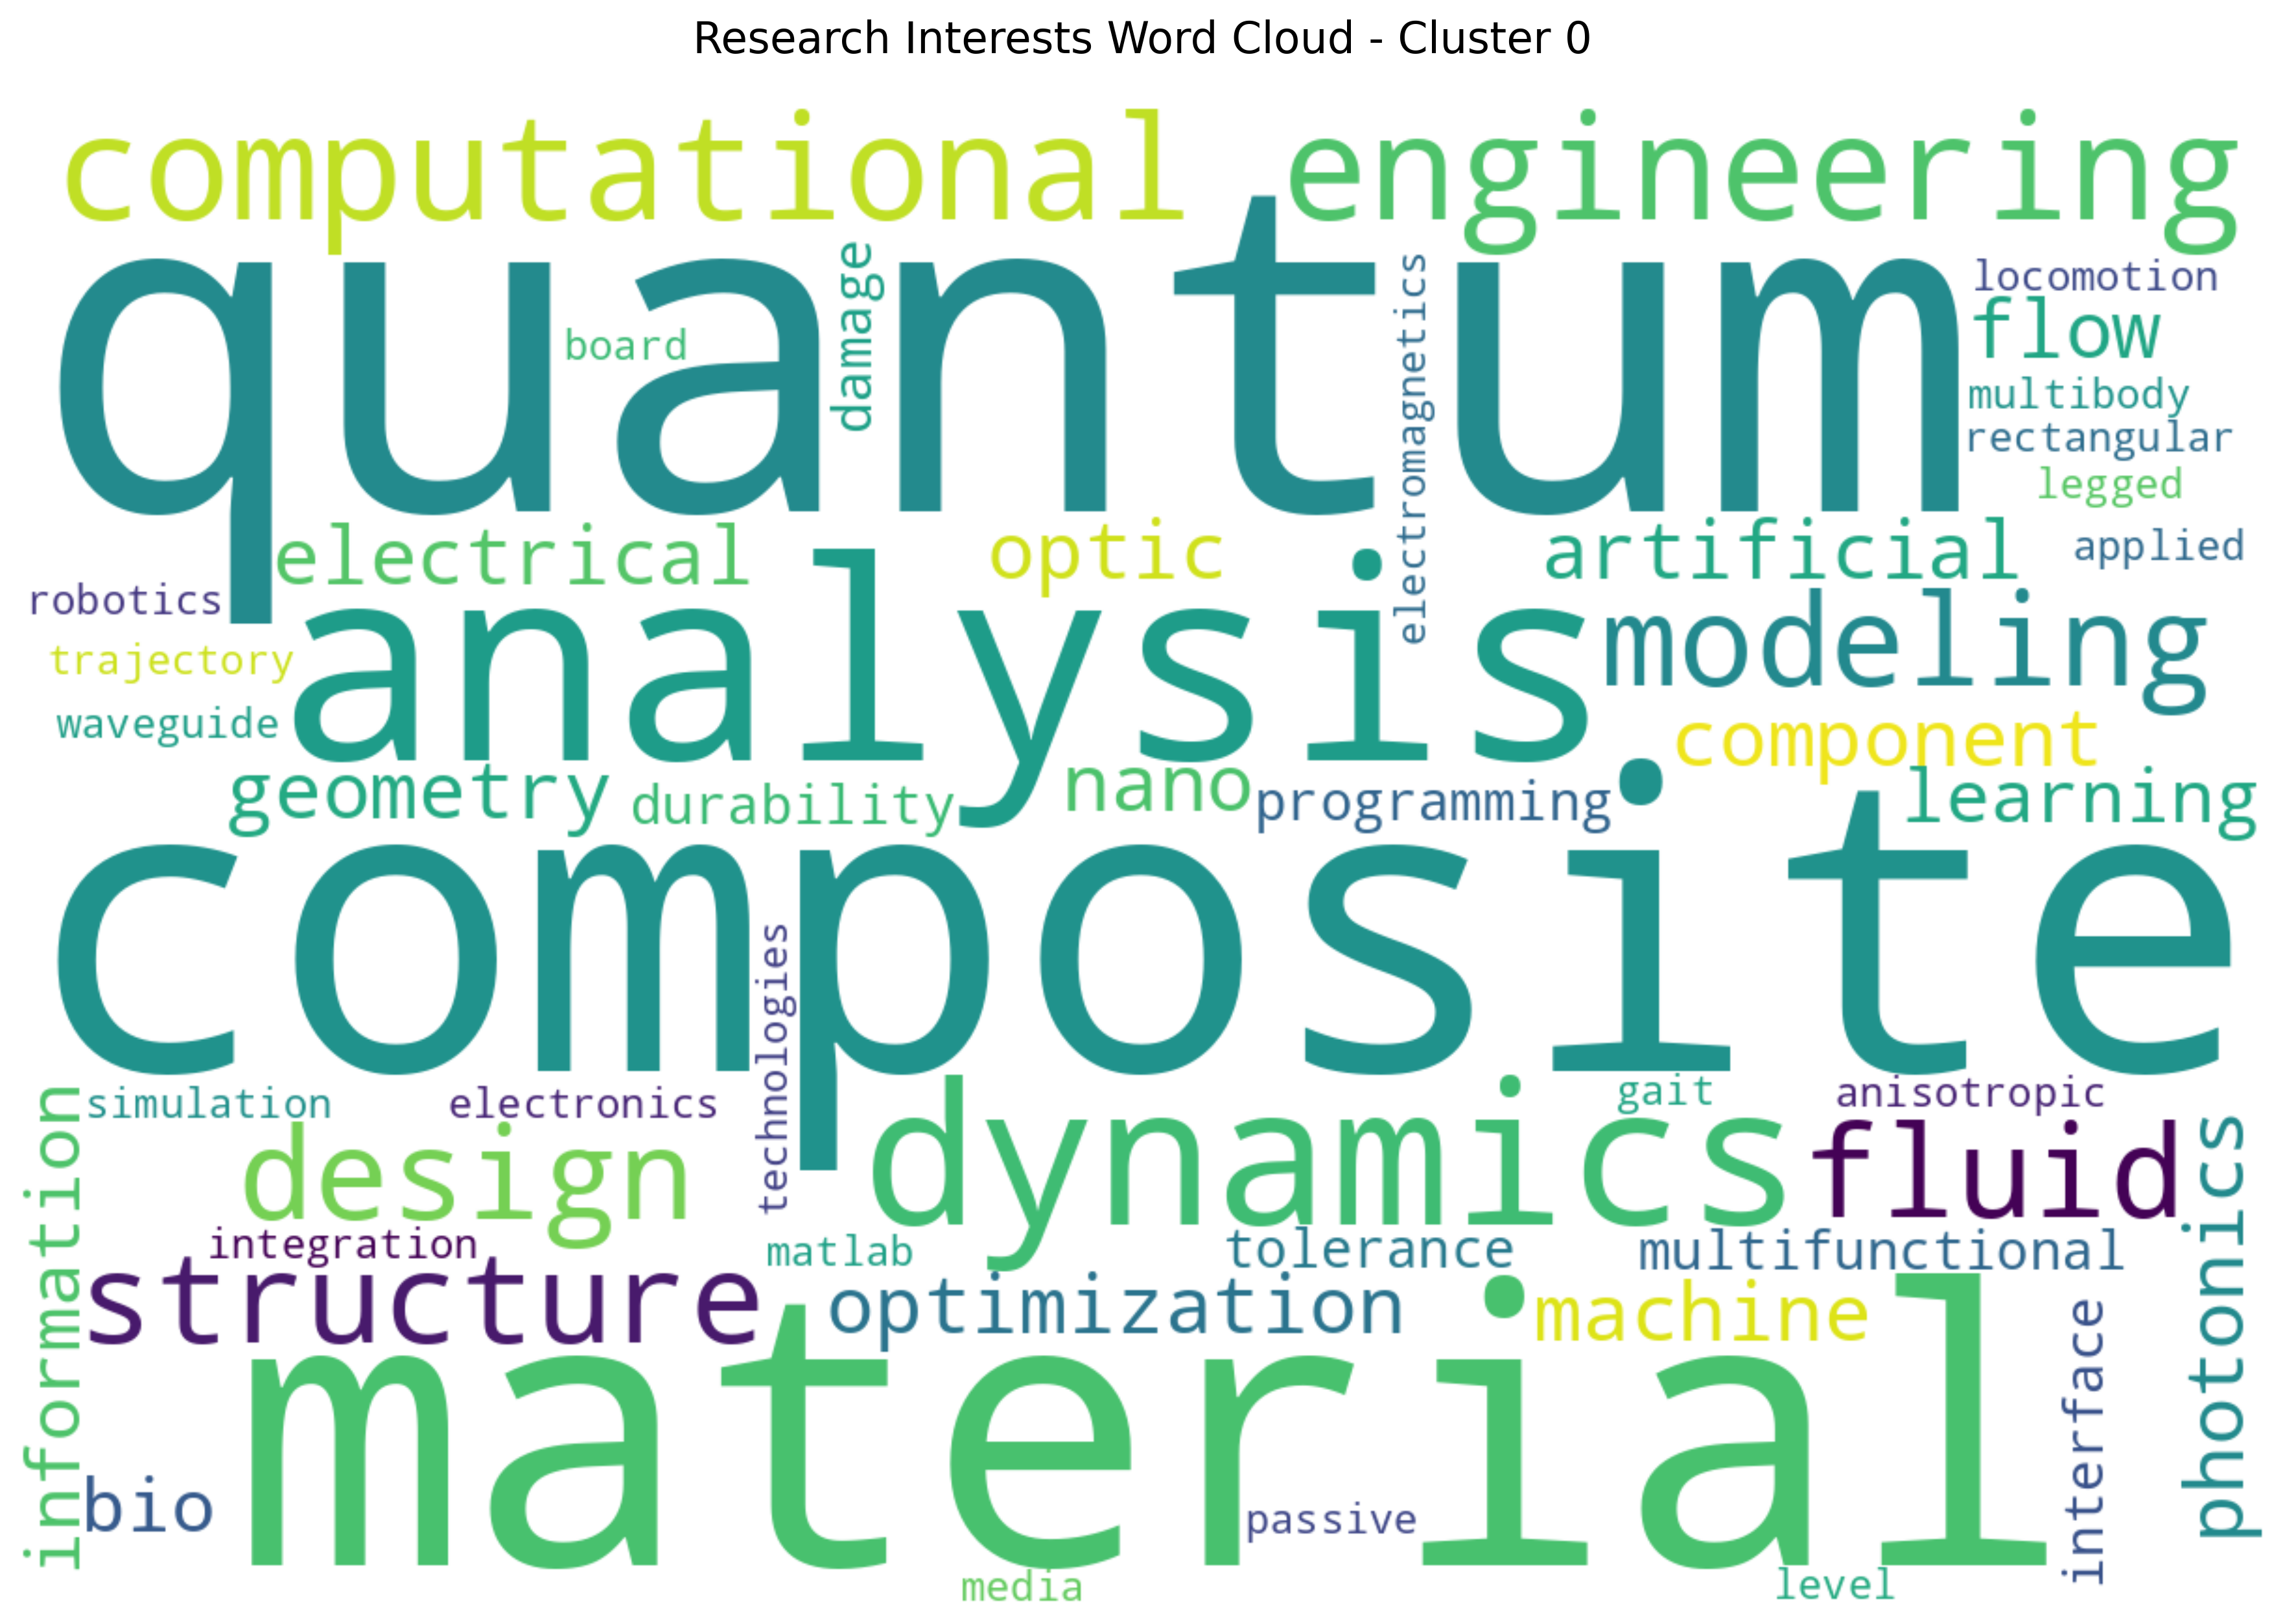 Research Interests Word Cloud - Cluster 0
computational
engineering
quantum
board
damage
electromagnetics
locomotion
flow
multibody
rectangular
legged
electrical
optic
artificial
applied
robotics
analysis
modeling
trajectory
waveguide
component
geometry
durability
nano
programming
learning
composite
technologies
simulation
electronics
gait
anisotropic
information
design
dynamics
fluid
photonics
integration
matlab
tolerance
multifunctional
structure
optimization
machine
interface
material
bio
passive
media
level